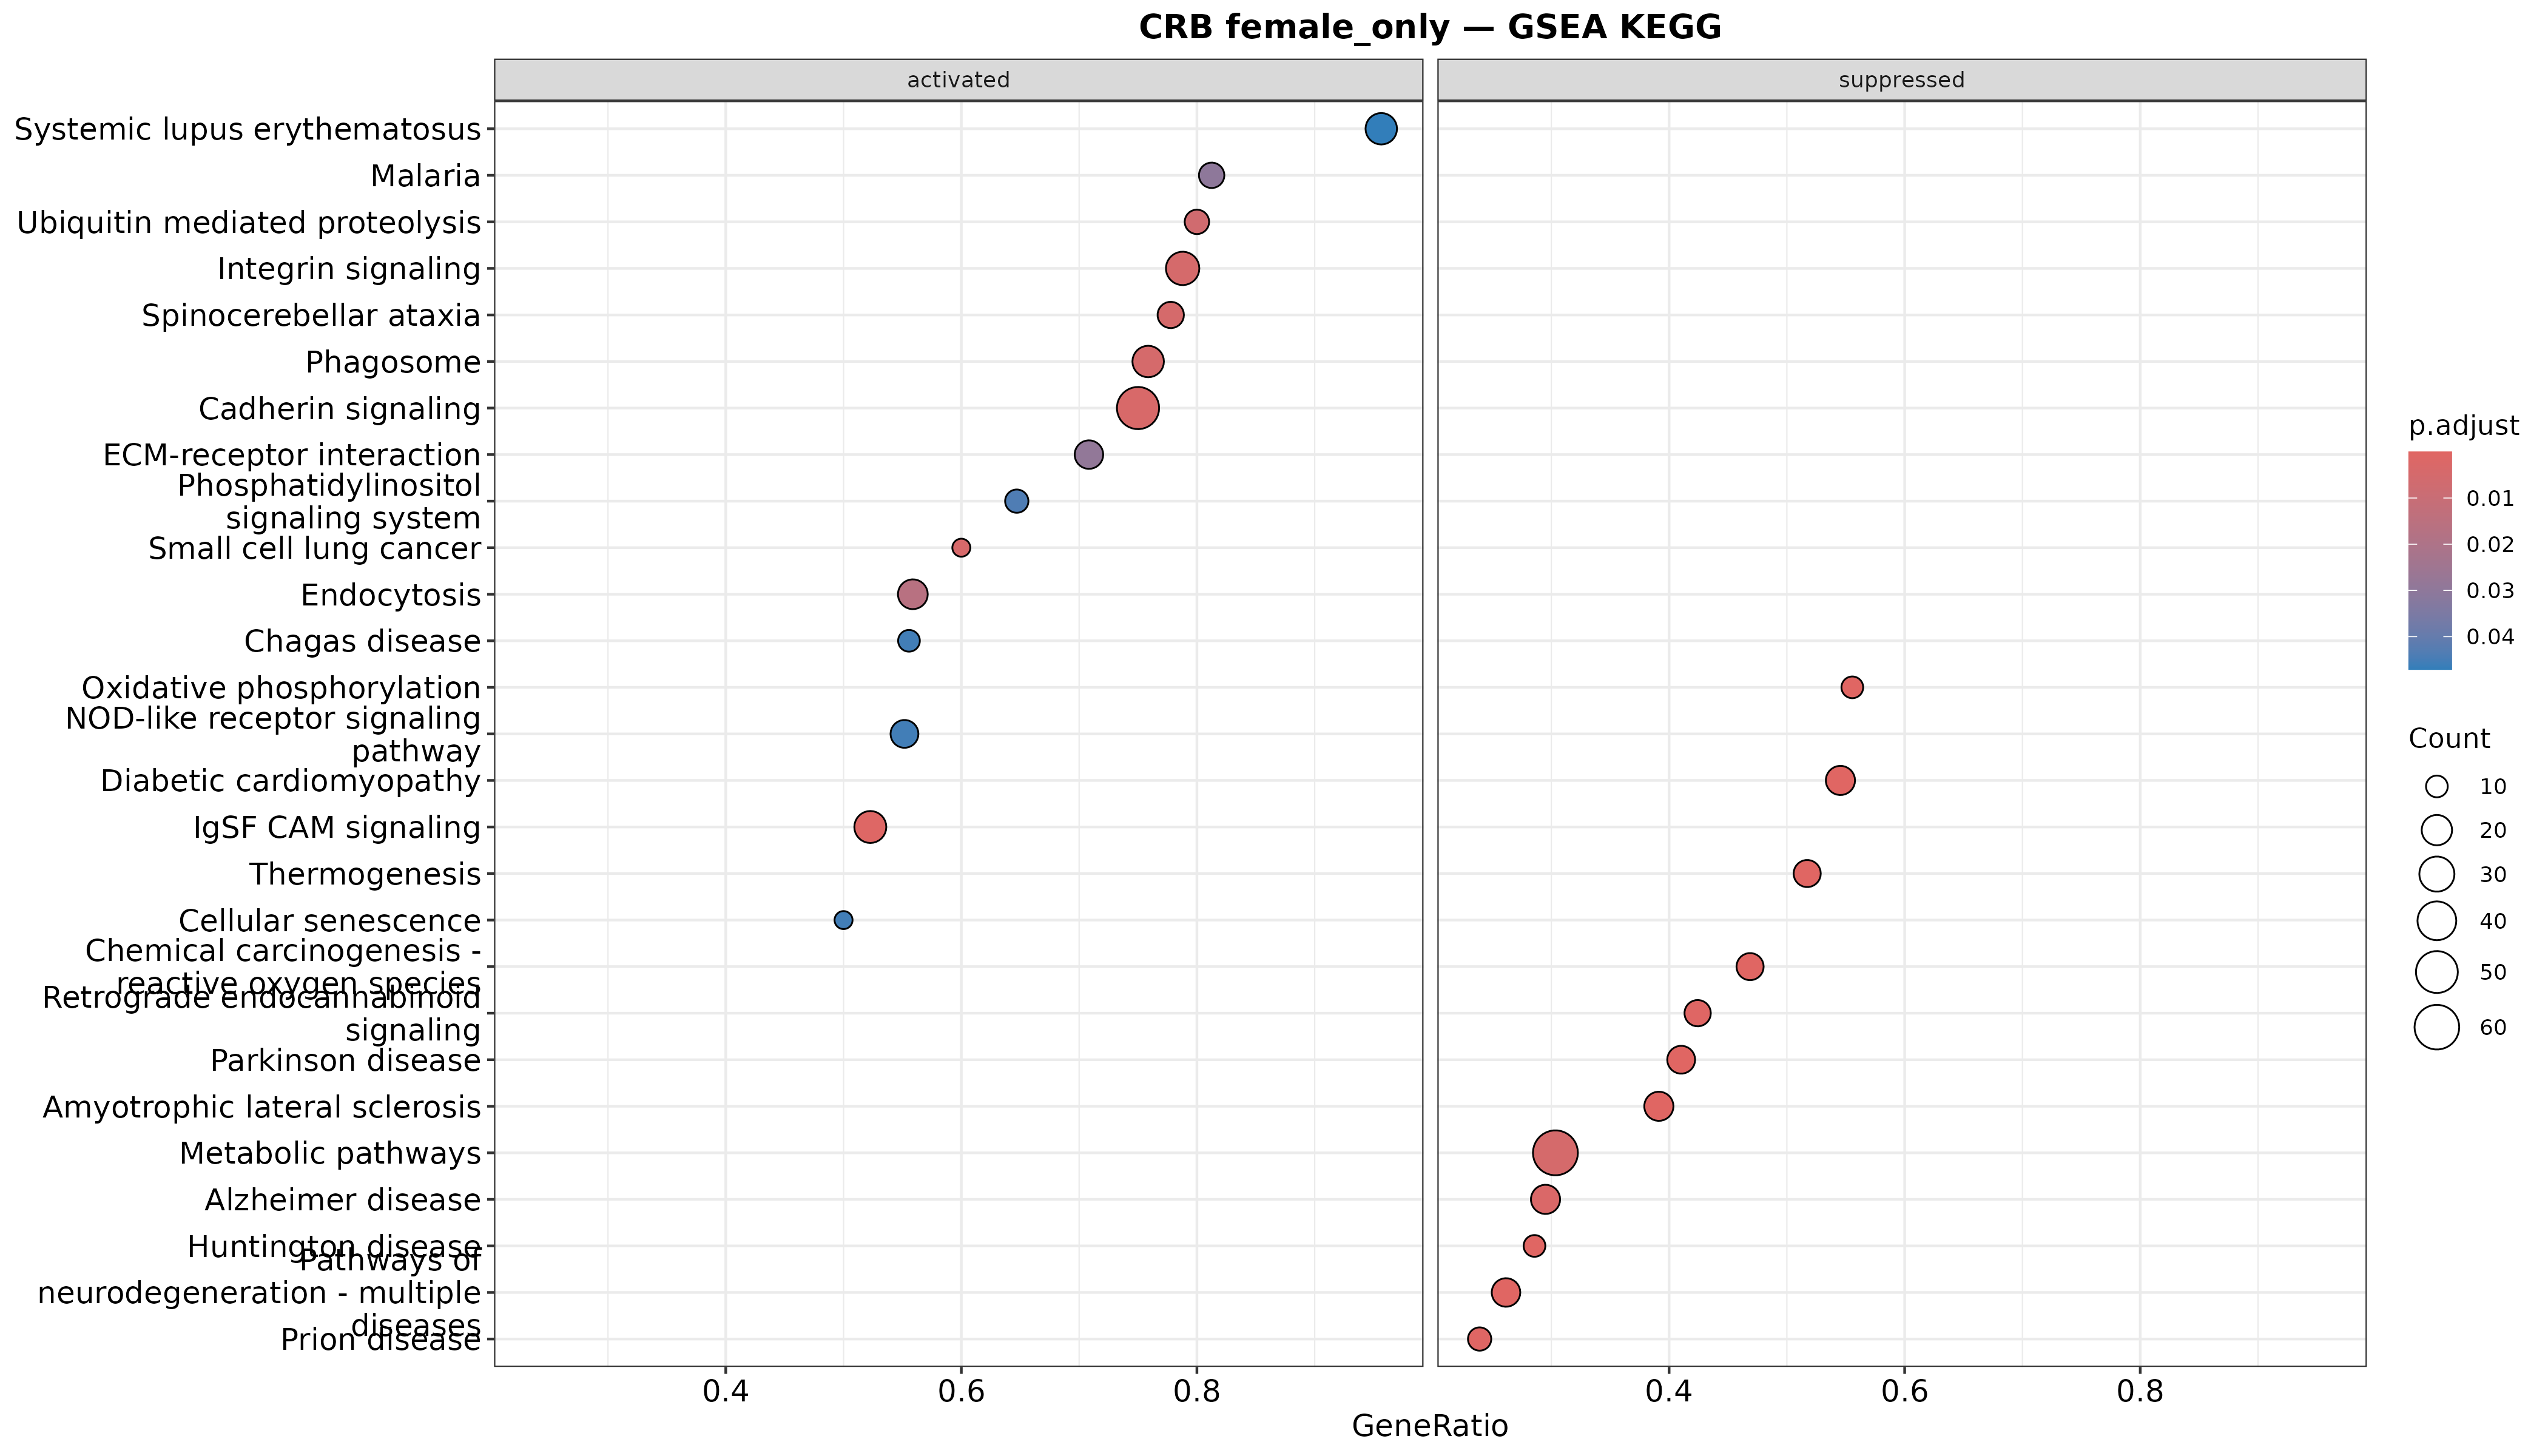 CRB female_only — GSEA KEGG
activated
suppressed
Systemic lupus erythematosus
Malaria
Ubiquitin mediated proteolysis
Integrin signaling
Spinocerebellar ataxia
Phagosome
Cadherin signaling
ECM-receptor interaction
Phosphatidylinositol
signaling system
Small cell lung cancer
Endocytosis
Chagas disease
Oxidative phosphorylation
NOD-like receptor signaling
pathway
Diabetic cardiomyopathy
IgSF CAM signaling
Thermogenesis
Cellular senescence
Chemical carcinogenesis -
reactive oxygen species
Retrograde endocannabinoid
signaling
Parkinson disease
Amyotrophic lateral sclerosis
Metabolic pathways
Alzheimer disease
Huntington disease
Pathways of
neurodegeneration - multiple
diseases
Prion disease
0.4 0.6 0.8
0.4 0.6 0.8
GeneRatio
p.adjust
0.01
0.02
0.03
0.04
Count
10
20
30
40
50
60